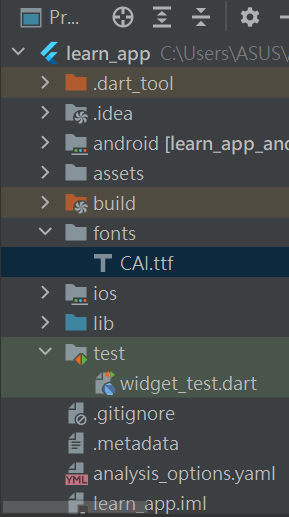 Pr...
learn_app C:\Users\ASUS\
.dart_tool
.idea
android [learn_app_and
assets
build
fonts
CAI.ttf
ios
lib
test
widget_test.dart
.gitignore
.metadata
YML analysis_options.yaml
learn_app.iml